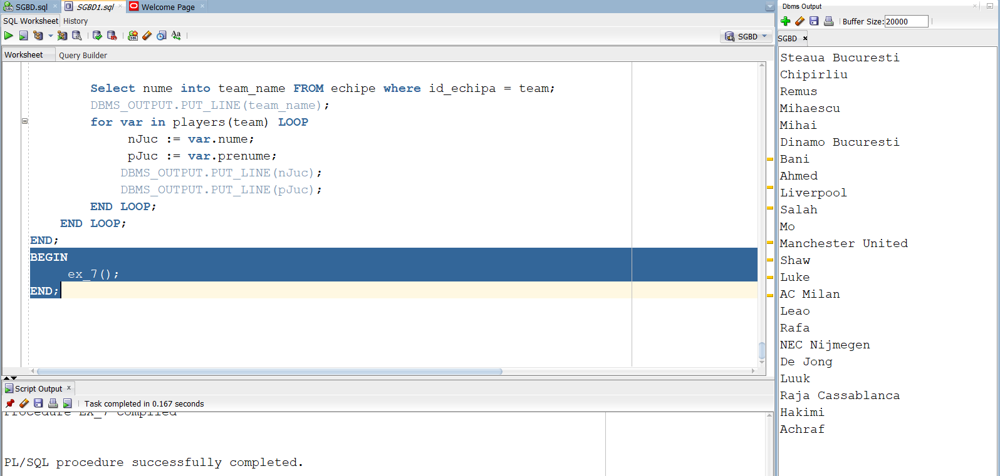 SGBD.sql SGBD1.sql Welcome Page
SQL Worksheet History
SGBD
Worksheet Query Builder
Select nume into team_name FROM echipe where id_echipa = team;
DBMS_OUTPUT.PUT_LINE(team_name);
for var in players(team) LOOP
nJuc := var.nume;
pJuc := var.prenume;
DBMS_OUTPUT.PUT_LINE(nJuc);
DBMS_OUTPUT.PUT_LINE(pJuc);
END LOOP;
END LOOP;
END;
BEGIN
ex_7();
END;
Script Output
Task completed in 0.167 seconds
Procedure EX_7 compiled
PL/SQL procedure successfully completed.
Dbms Output
Buffer Size: 20000
SGBD
Steaua Bucuresti
Chipirliu
Remus
Mihaescu
Mihai
Dinamo Bucuresti
Bani
Ahmed
Liverpool
Salah
Mo
Manchester United
Shaw
Luke
AC Milan
Leao
Rafa
NEC Nijmegen
De Jong
Luuk
Raja Cassablanca
Hakimi
Achraf